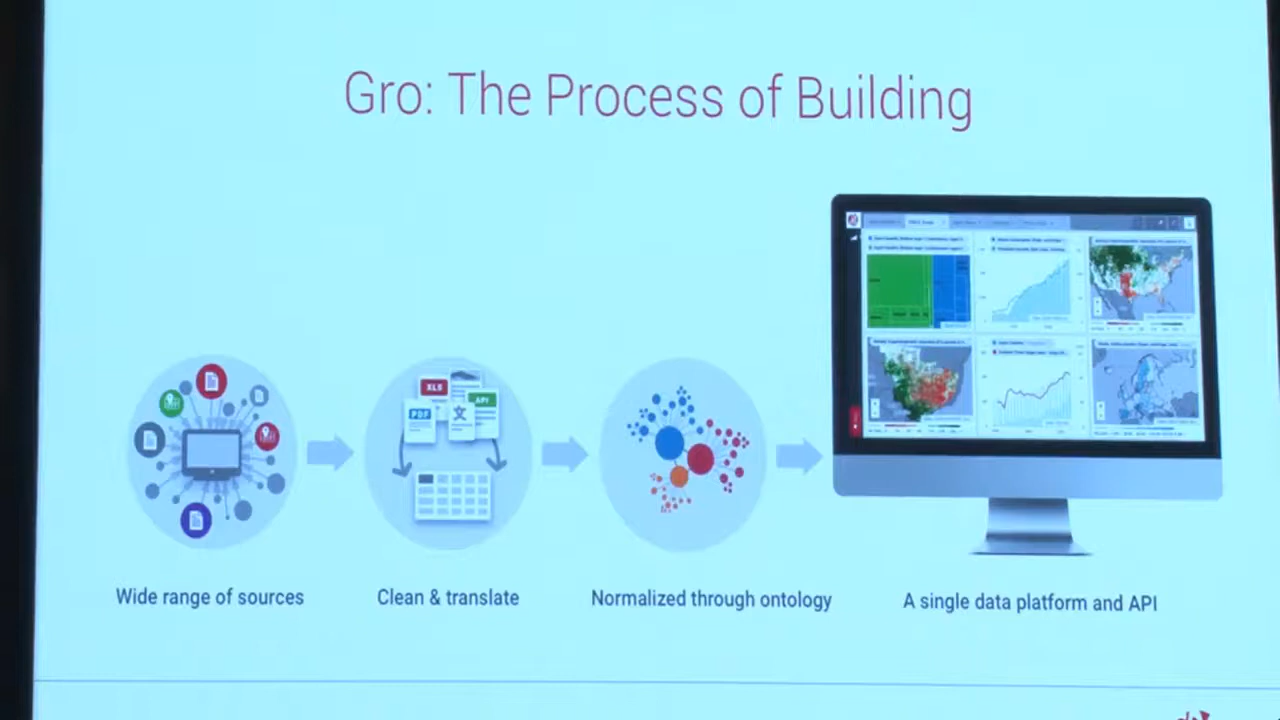 Gro: The Process of Building
XLS
PDF
API
Wide range of sources
Clean & translate
Normalized through ontology
A single data platform and API